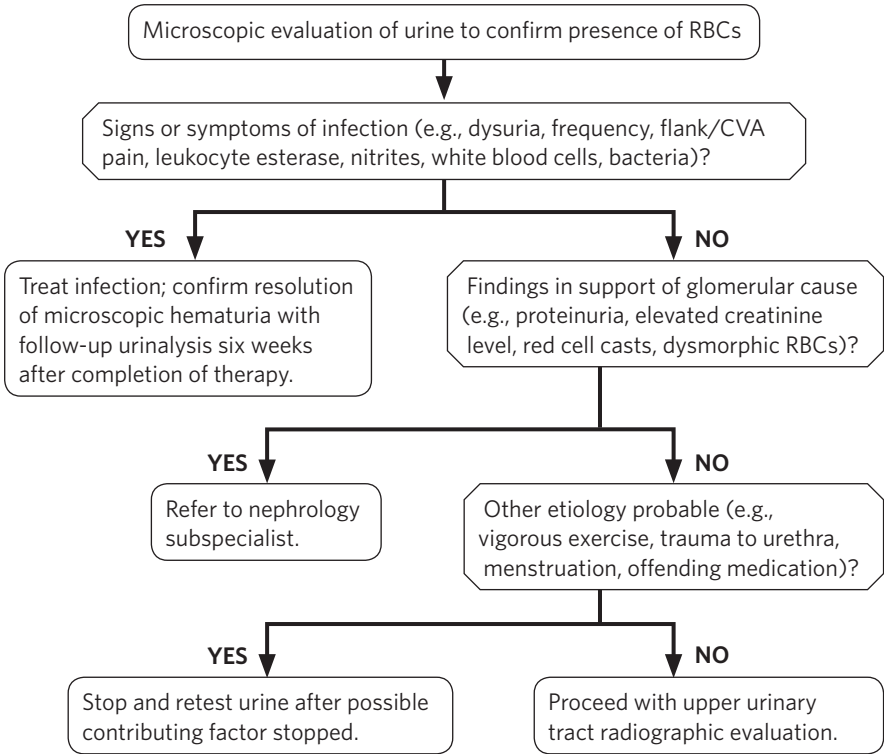 Microscopic evaluation of urine to confirm presence of RBCs
Signs or symptoms of infection (e.g., dysuria, frequency, flank/CVA
pain, leukocyte esterase, nitrites, white blood cells, bacteria)?
YES
NO
Treat infection; confirm resolution
of microscopic hematuria with
follow-up urinalysis six weeks
after completion of therapy.
Findings in support of glomerular cause
(e.g., proteinuria, elevated creatinine
level, red cell casts, dysmorphic RBCs)?
YES
NO
Refer to nephrology
subspecialist.
Other etiology probable (e.g.,
vigorous exercise, trauma to urethra,
menstruation, offending medication)?
YES
NO
Stop and retest urine after possible
contributing factor stopped.
Proceed with upper urinary
tract radiographic evaluation.